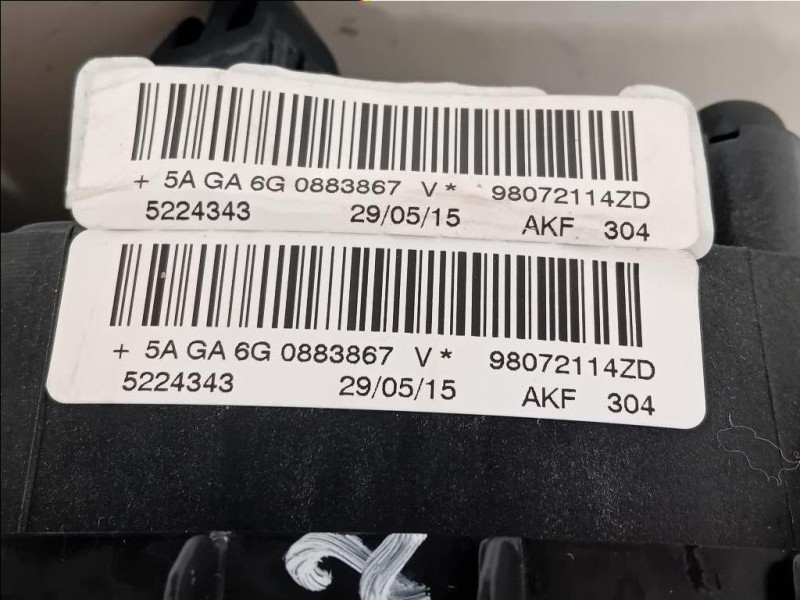 + 5A GA 6G 0883867 V* 98072114ZD
5224343 29/05/15 AKF 304
+ 5A GA 6G 0883867 V* 98072114ZD
5224343 29/05/15 AKF 304